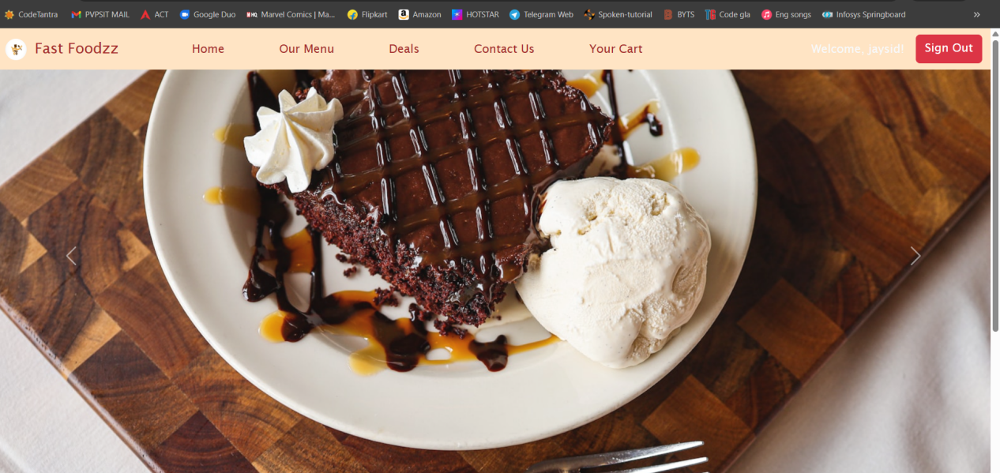 CodeTantra PVPSIT MAIL ACT Google Duo Marvel Comics | Ma... Flipkart Amazon HOTSTAR Telegram Web Spoken-tutorial BYTS Code gla Eng songs Infosys Springboard »
Fast Foodzz Home Our Menu Deals Contact Us Your Cart Welcome, jaysid! Sign Out